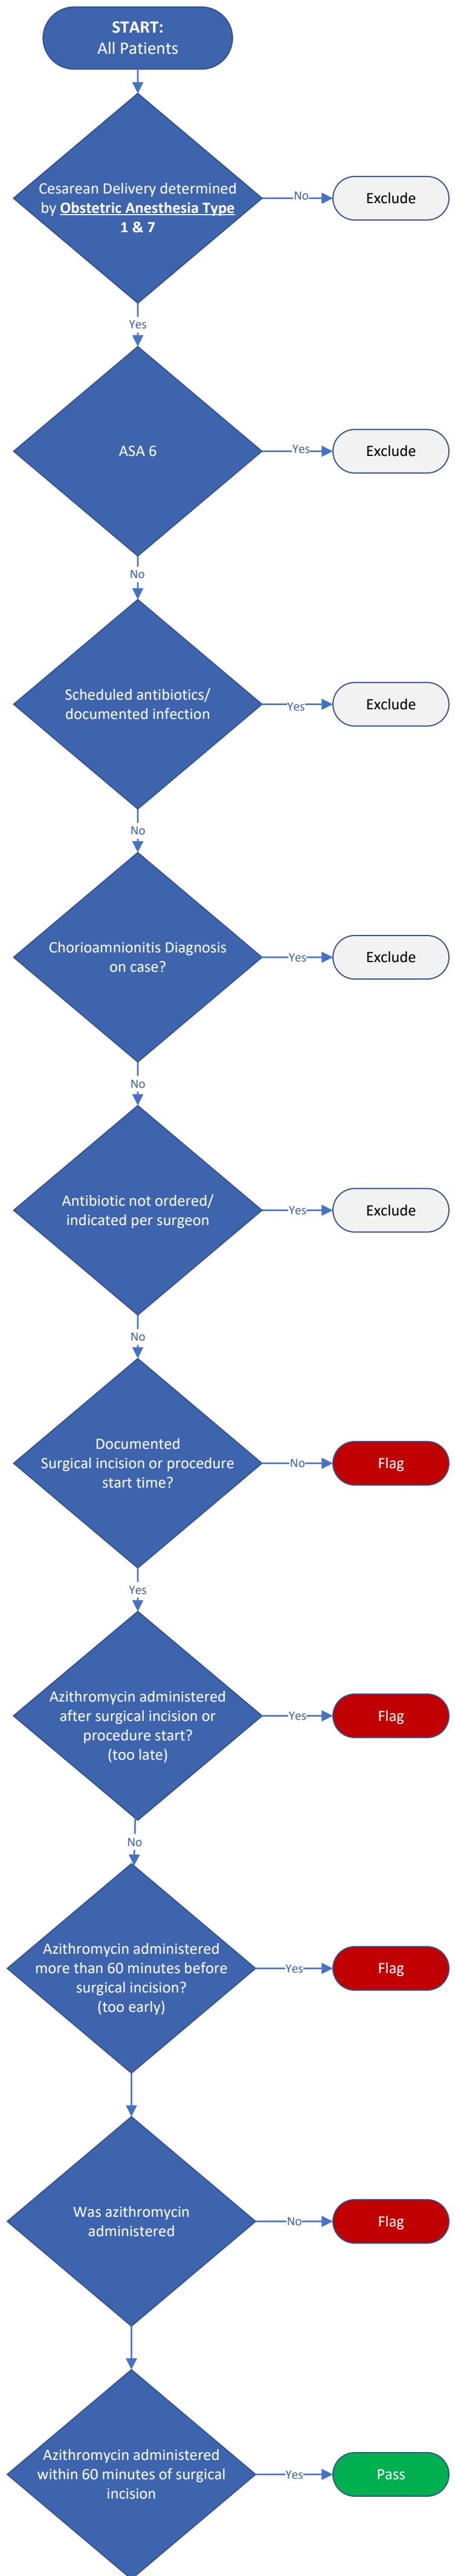 START:
All Patients
Cesarean Delivery determined
by Obstetric Anesthesia Type
1 & 7
No
Exclude
Yes
ASA 6
Yes
Exclude
No
Scheduled antibiotics/
documented infection
Yes
Exclude
No
Chorioamnionitis Diagnosis
on case?
Yes
Exclude
No
Antibiotic not ordered/
indicated per surgeon
Yes
Exclude
No
Documented
Surgical incision or procedure
start time?
No
Flag
Yes
Azithromycin administered
after surgical incision or
procedure start?
(too late)
Yes
Flag
No
Azithromycin administered
more than 60 minutes before
surgical incision?
(too early)
Yes
Flag
Was azithromycin
administered
No
Flag
Azithromycin administered
within 60 minutes of surgical
incision
Yes
Pass